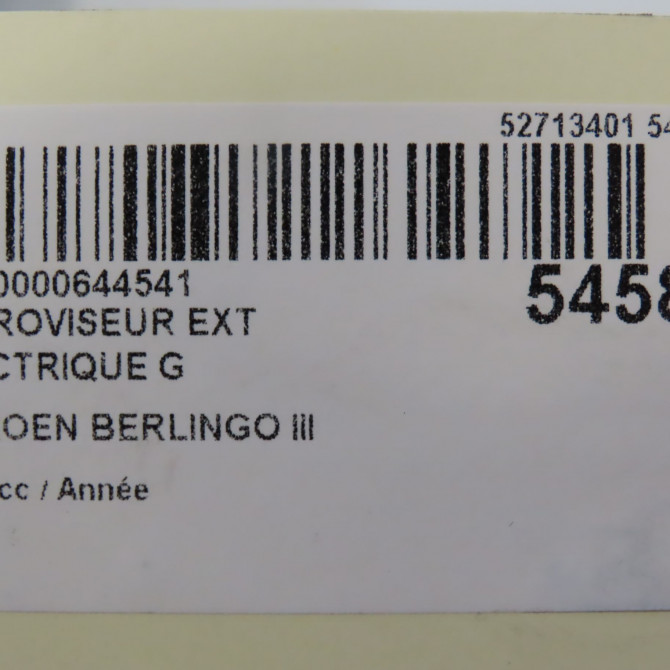 52713401 54
0000644541
5458
ROVISEUR EXT
CTRIQUE G
OEN BERLINGO III
cc / Année